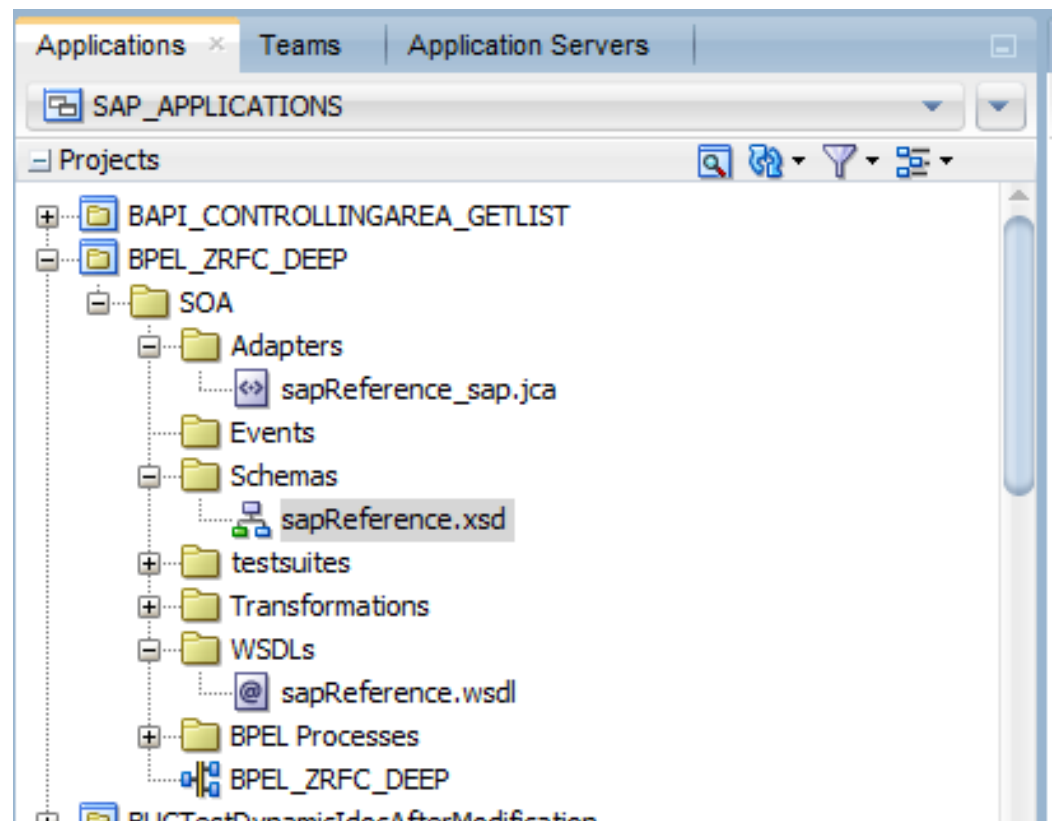 Applications
Teams
Application Servers
SAP_APPLICATIONS
Projects
BAPI_CONTROLLINGAREA_GETLIST
BPEL_ZRFC_DEEP
SOA
Adapters
sapReference_sap.jca
Events
Schemas
sapReference.xsd
testsuites
Transformations
WSDLs
sapReference.wsdl
BPEL Processes
BPEL_ZRFC_DEEP